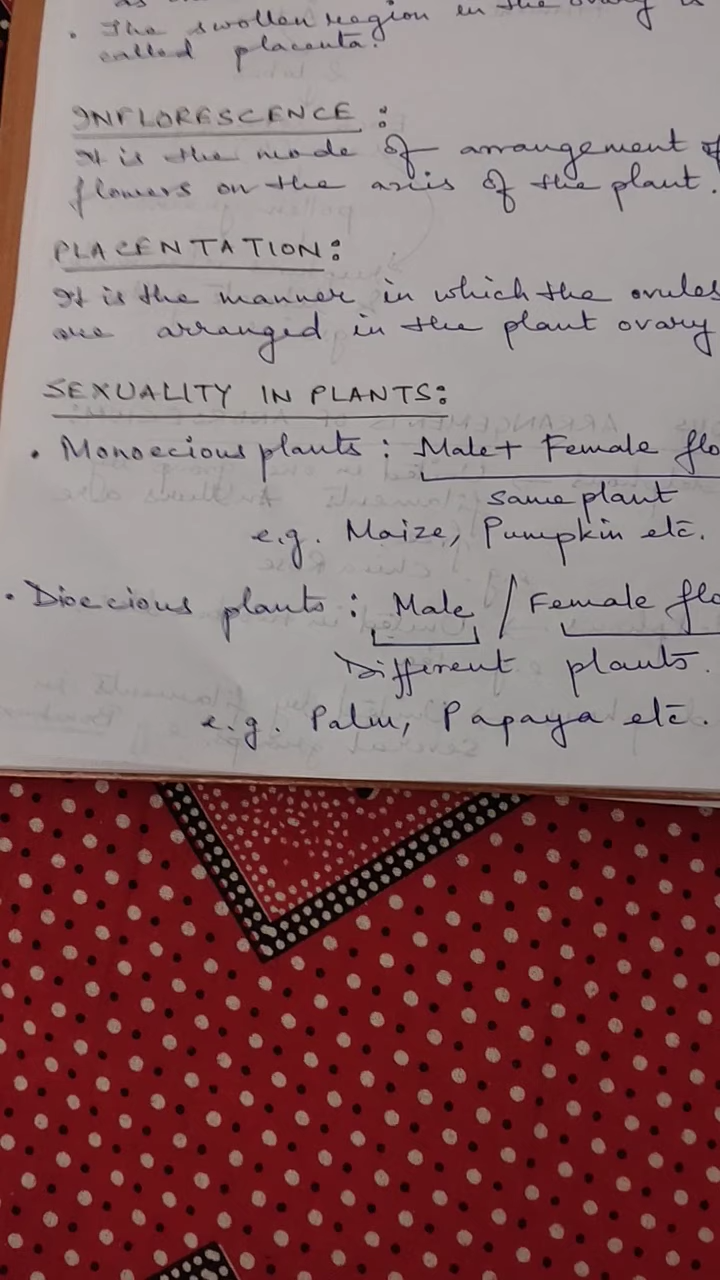 • The swollen region in the ovary is
called placenta.
INFLORESCENCE :
It is the mode of arrangement of
flowers on the axis of the plant.
PLACENTATION:
It is the manner in which the ovules
are arranged in the plant ovary
SEXUALITY IN PLANTS:
• Monoecious plants : Male + Female flo
same plant
e.g. Maize, Pumpkin etc.
• Dioecious plants : Male / Female flo
Different plants.
e.g. Palm, Papaya etc.